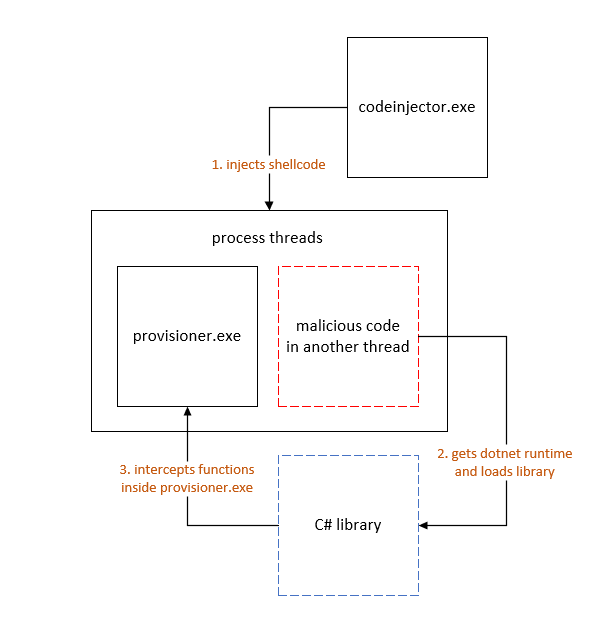 codeinjector.exe
1. injects shellcode
process threads
provisioner.exe
malicious code
in another thread
2. gets dotnet runtime
and loads library
3. intercepts functions
inside provisioner.exe
C# library